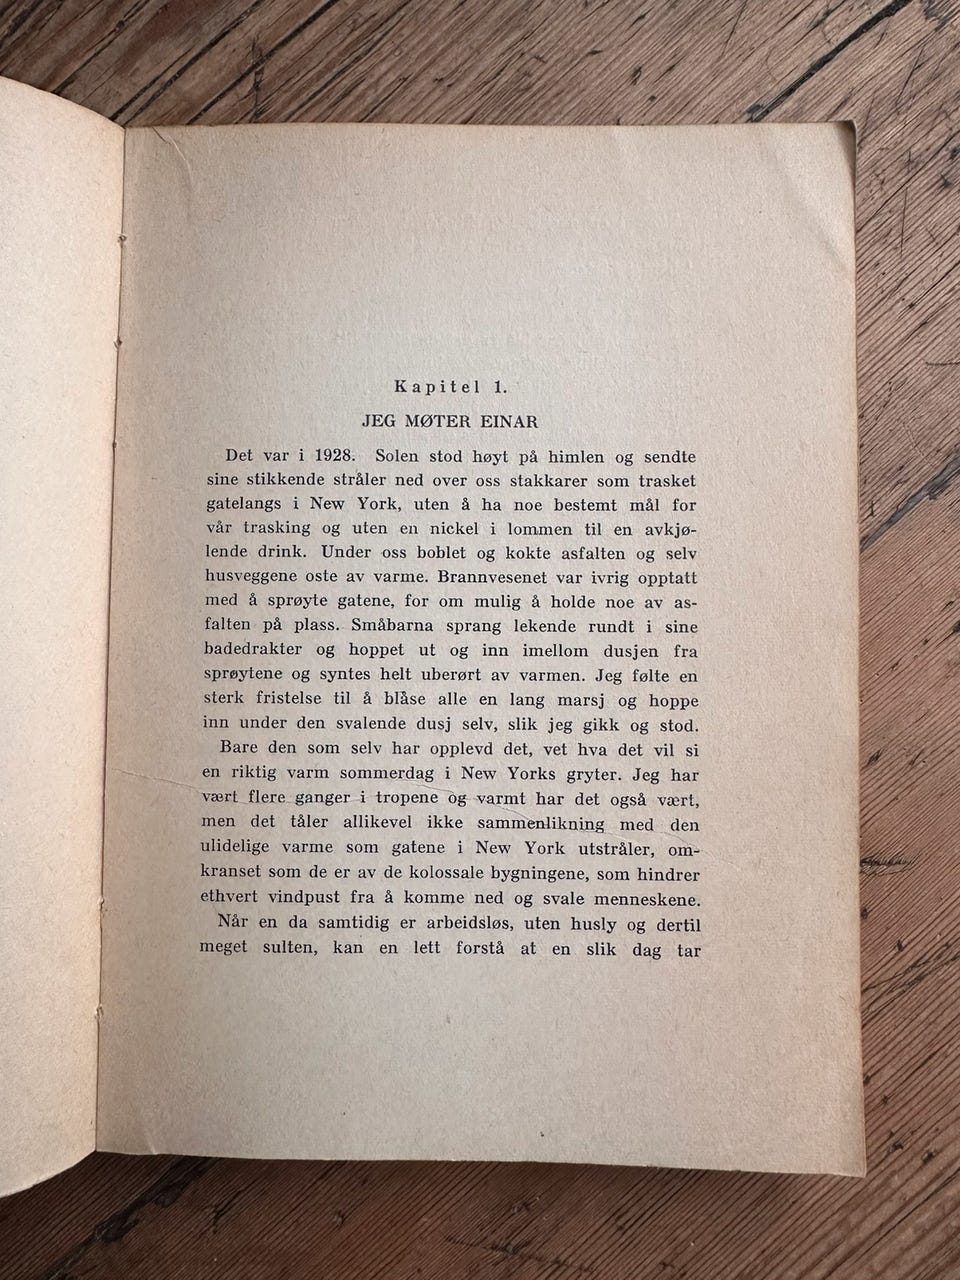 Kapitel 1.
JEG MØTER EINAR
Det var i 1928. Solen stod høyt på himlen og sendte
sine stikkende stråler ned over oss stakkarer som trasket
gatelangs i New York, uten å ha noe bestemt mål for
vår trasking og uten en nickel i lommen til en avkjø-
lende drink. Under oss boblet og kokte asfalten og selv
husveggene oste av varme. Brannvesenet var ivrig opptatt
med å sprøyte gatene, for om mulig å holde noe av as-
falten på plass. Småbarna sprang lekende rundt i sine
badedrakter og hoppet ut og inn imellom dusjen fra
sprøytene og syntes helt uberørt av varmen. Jeg følte en
sterk fristelse til å blåse alle en lang marsj og hoppe
inn under den svalende dusj selv, slik jeg gikk og stod.
Bare den som selv har opplevd det, vet hva det vil si
en riktig varm sommerdag i New Yorks gryter. Jeg har
vært flere ganger i tropene og varmt har det også vært,
men det tåler allikevel ikke sammenlikning med den
ulidelige varme som gatene i New York utstråler, om-
kranset som de er av de kolossale bygningene, som hindrer
ethvert vindpust fra å komme ned og svale menneskene.
Når en da samtidig er arbeidsløs, uten husly og dertil
meget sulten, kan en lett forstå at en slik dag tar